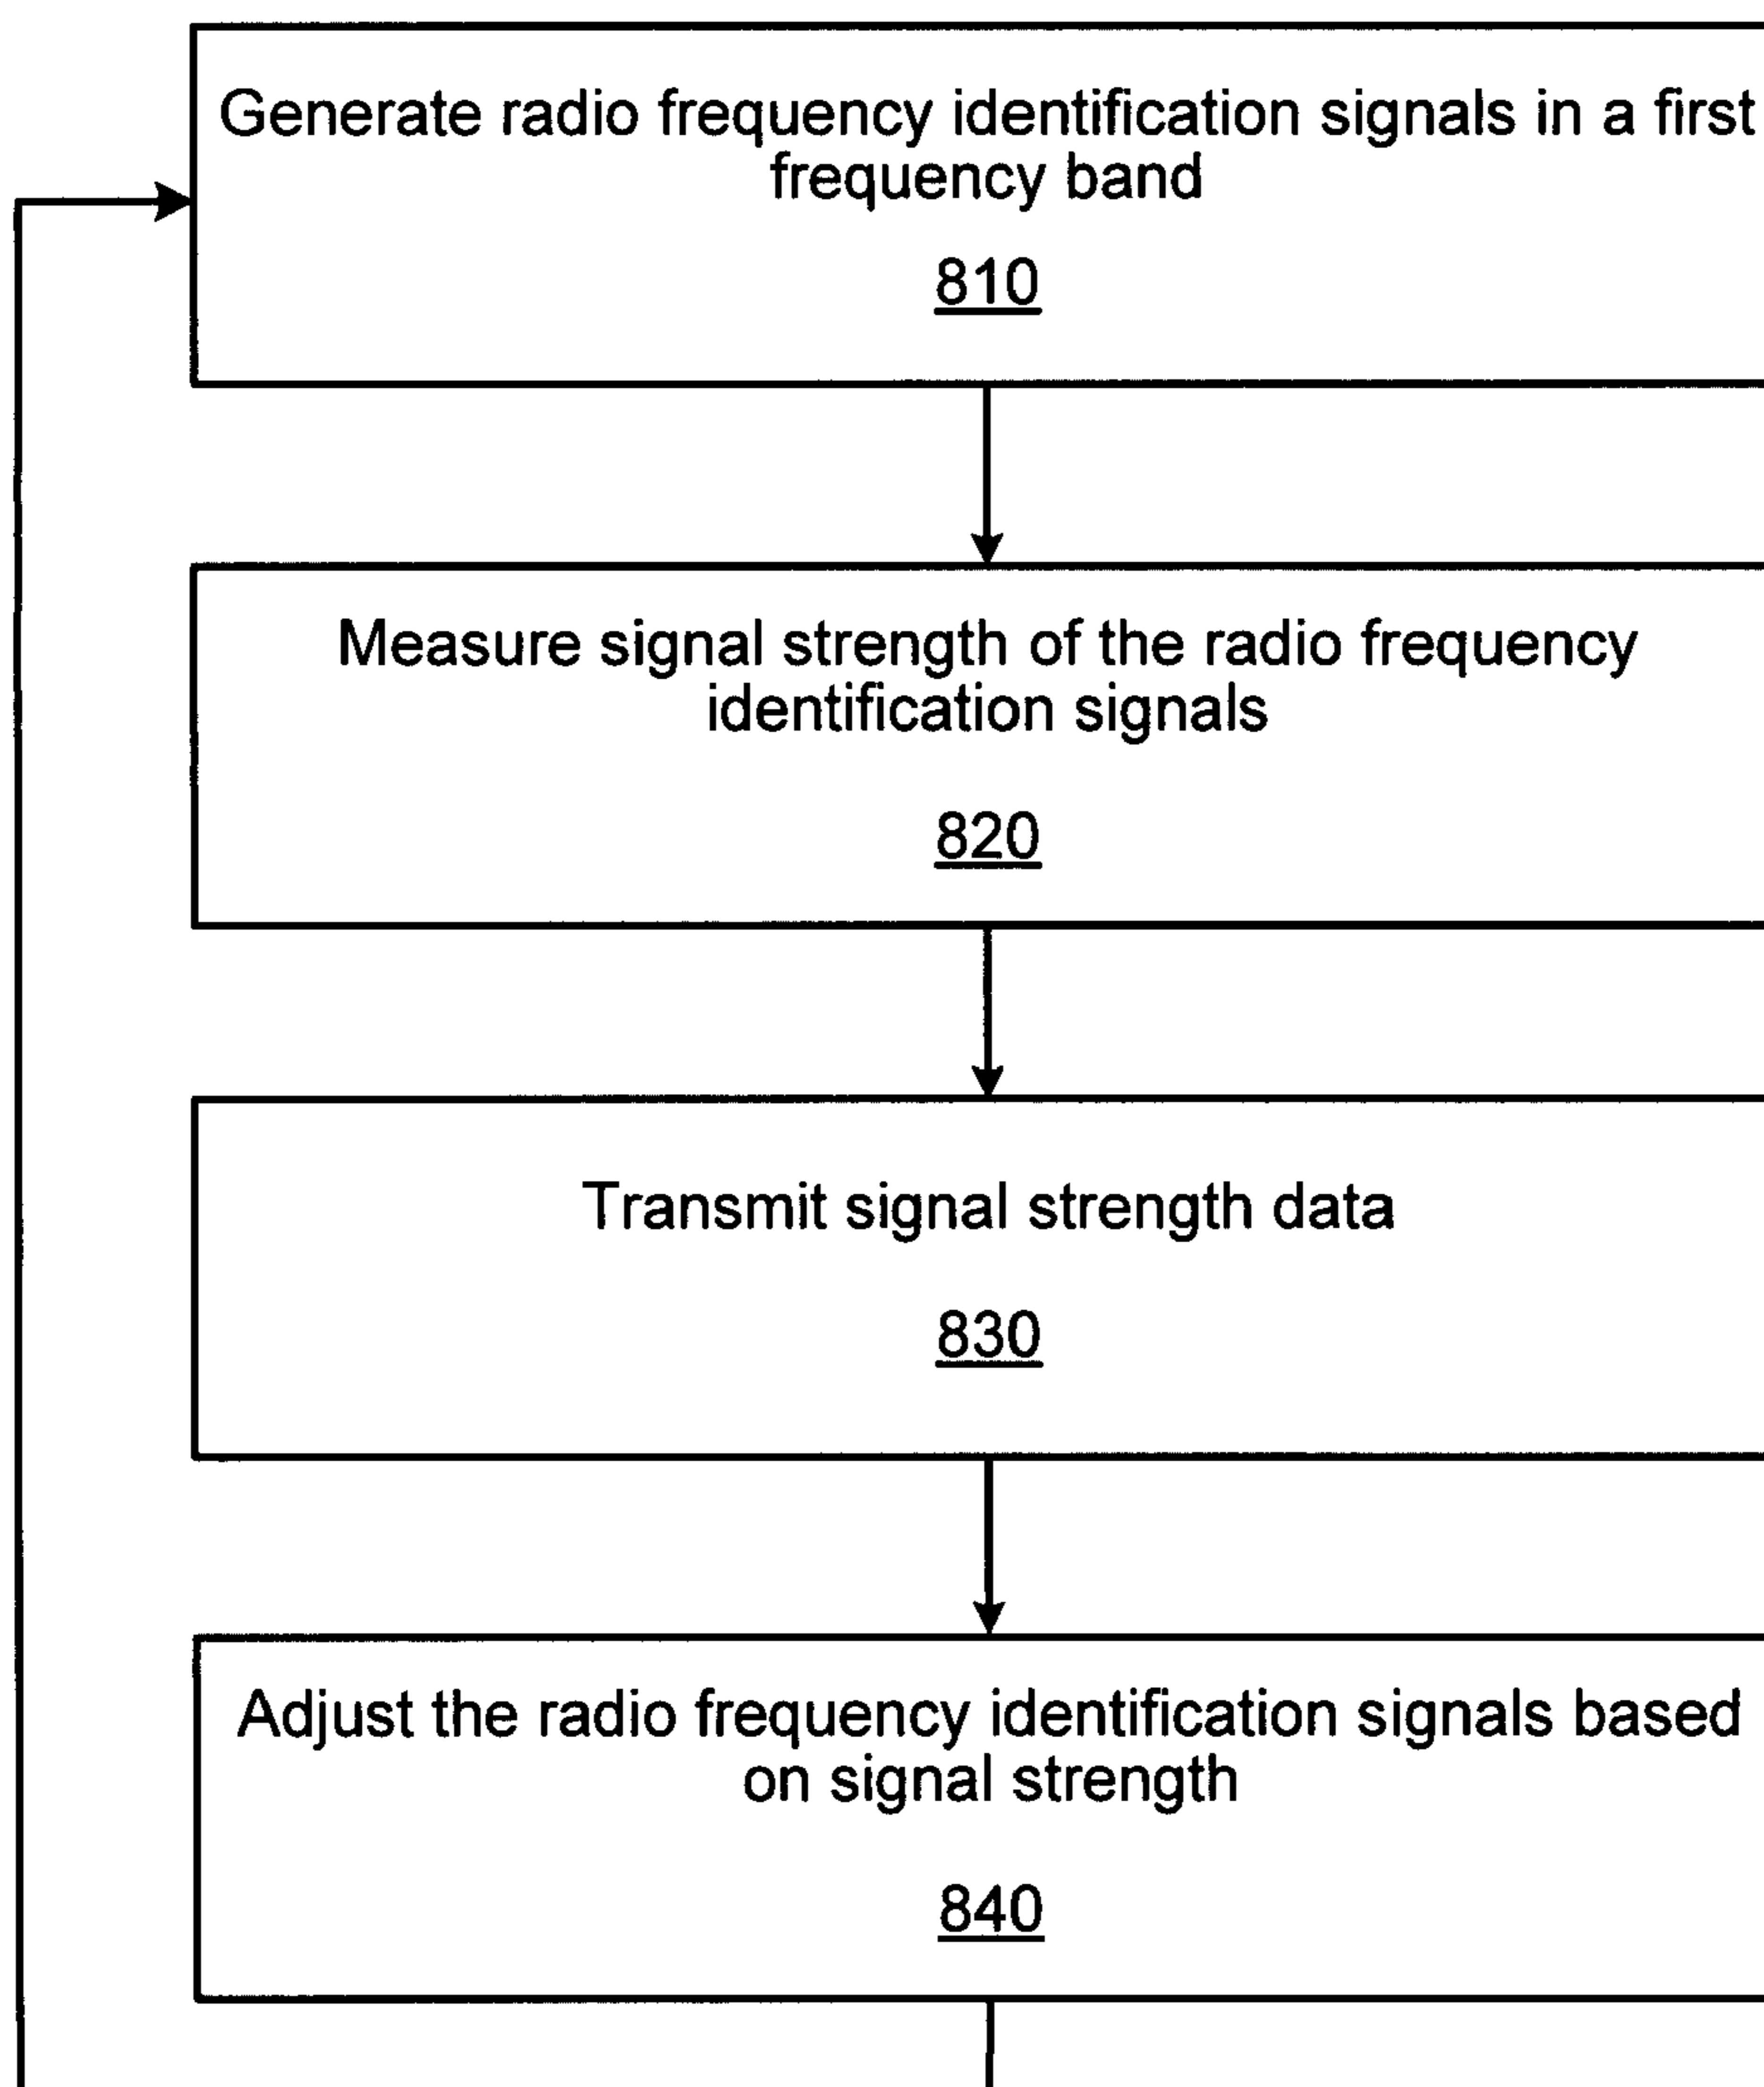 Generate radio frequency identification signals in a first
frequency band
810
Measure signal strength of the radio frequency
identification signals
820
Transmit signal strength data
830
Adjust the radio frequency identification signals based
on signal strength
840